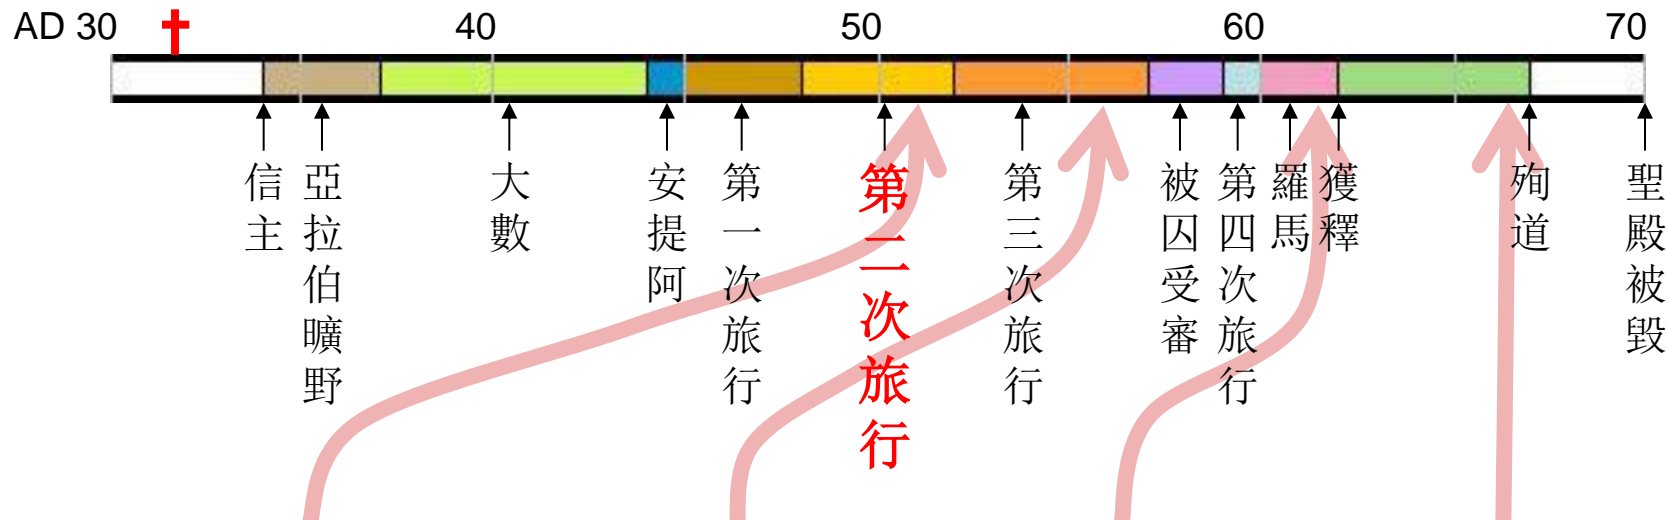 AD 30 40 50 60 70
信主
亞拉伯曠野
大數
安提阿
第一次旅行
第二次旅行
第三次旅行
被囚受審
第四次旅行
羅馬
獲釋
殉道
聖殿被毀